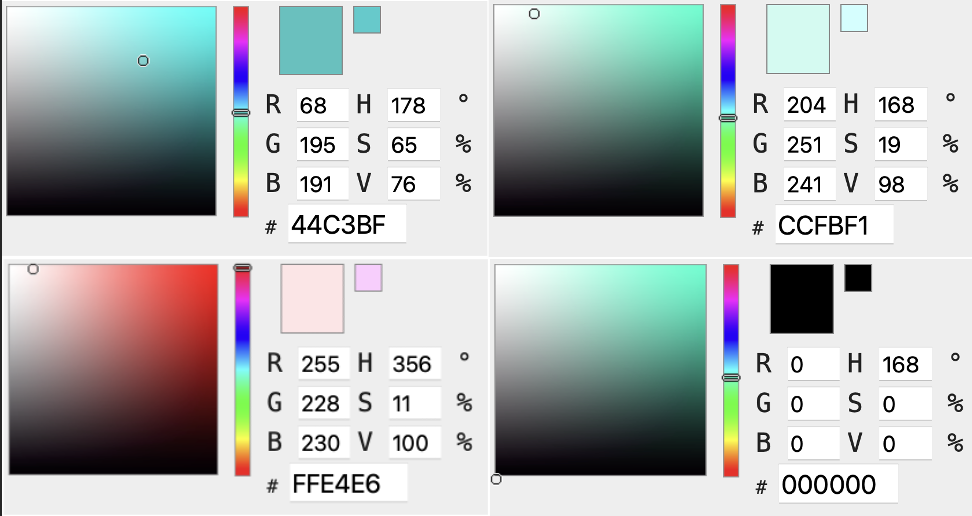 R 68 H 178 °
G 195 S 65 %
B 191 V 76 %
# 44C3BF
R 204 H 168 °
G 251 S 19 %
B 241 V 98 %
# CCFBF1
R 255 H 356 °
G 228 S 11 %
B 230 V 100 %
# FFE4E6
R 0 H 168 °
G 0 S 0 %
B 0 V 0 %
# 000000